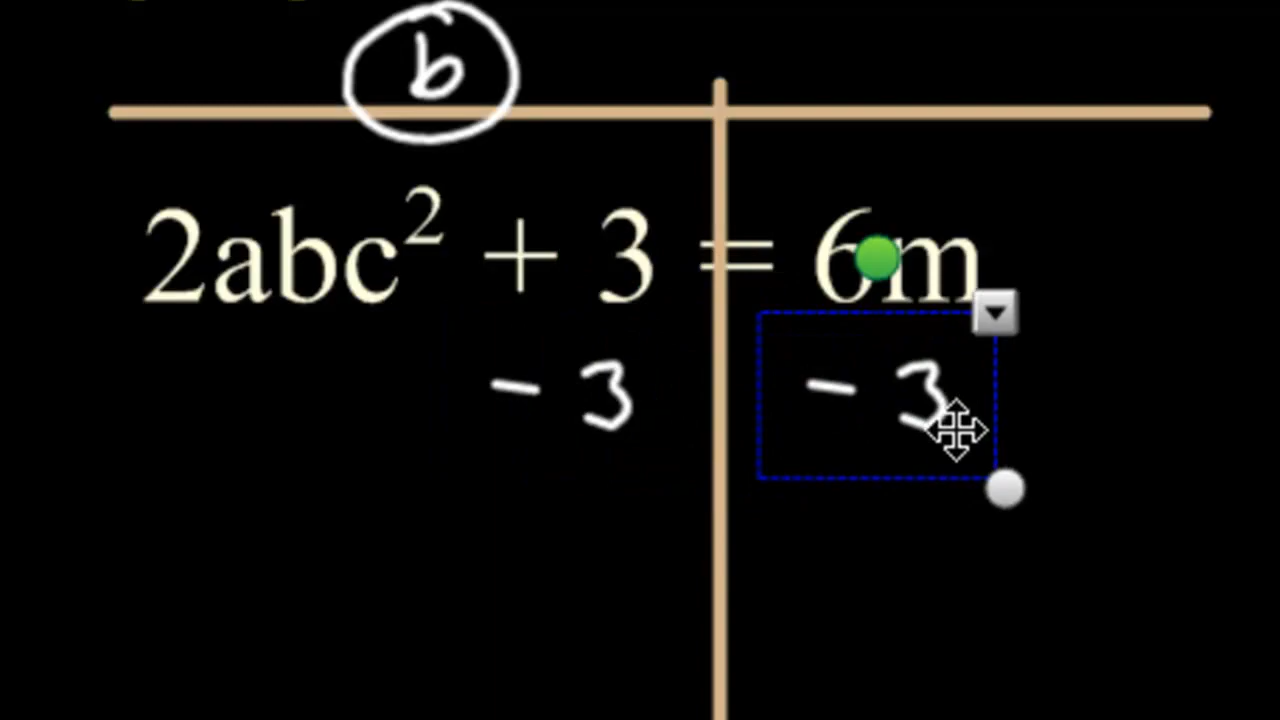 b
2abc² + 3 = 6m
- 3 - 3